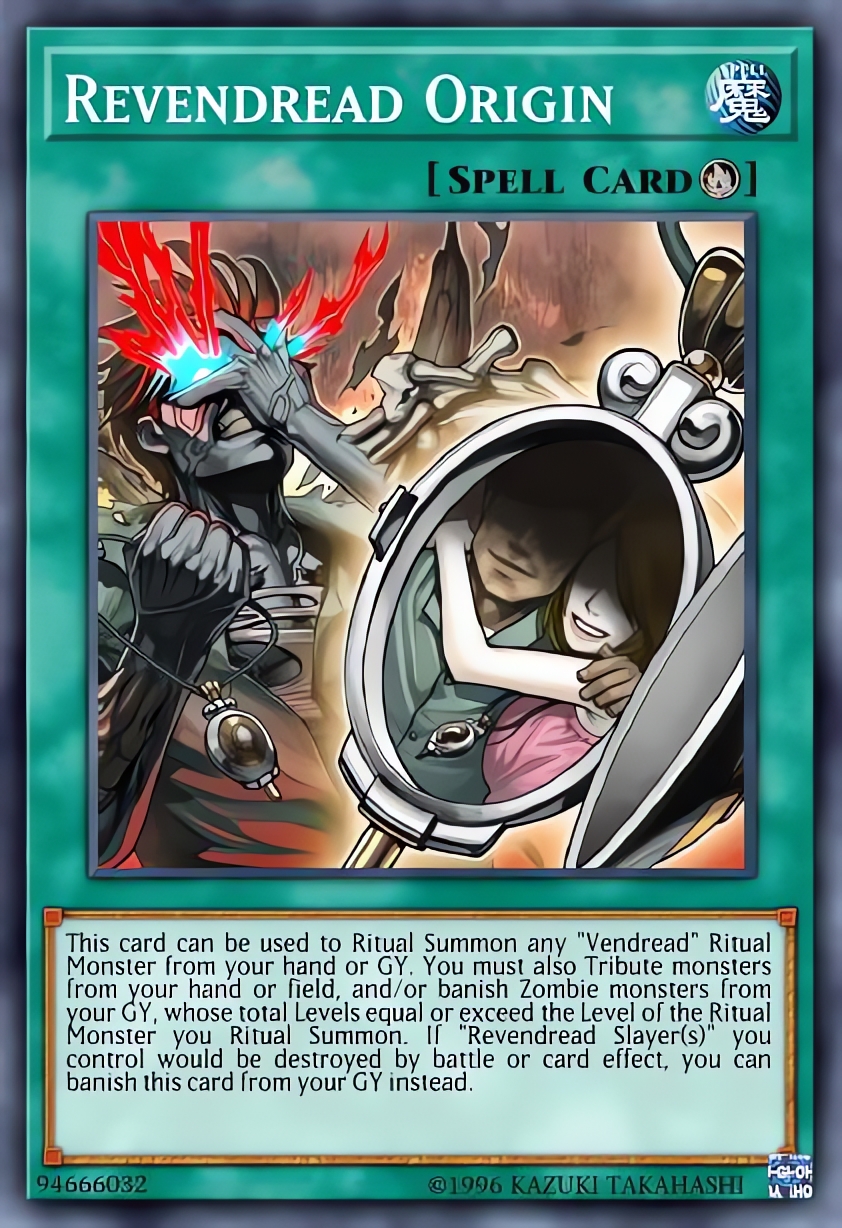 REVENDREAD ORIGIN
魔
[SPELL CARD]
This card can be used to Ritual Summon any "Vendread" Ritual
Monster from your hand or GY. You must also Tribute monsters
from your hand or field, and/or banish Zombie monsters from
your GY, whose total Levels equal or exceed the Level of the Ritual
Monster you Ritual Summon. If "Revendread Slayer(s)" you
control would be destroyed by battle or card effect, you can
banish this card from your GY instead.
94666032 ©1996 KAZUKI TAKAHASHI